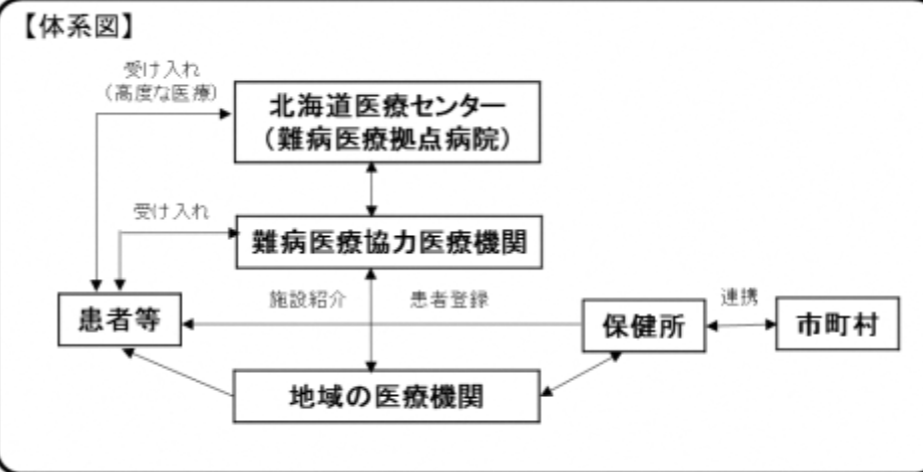 【体系図】
受け入れ
（高度な医療）
北海道医療センター
（難病医療拠点病院）
受け入れ
難病医療協力医療機関
施設紹介
患者登録
連携
患者等
保健所
市町村
地域の医療機関